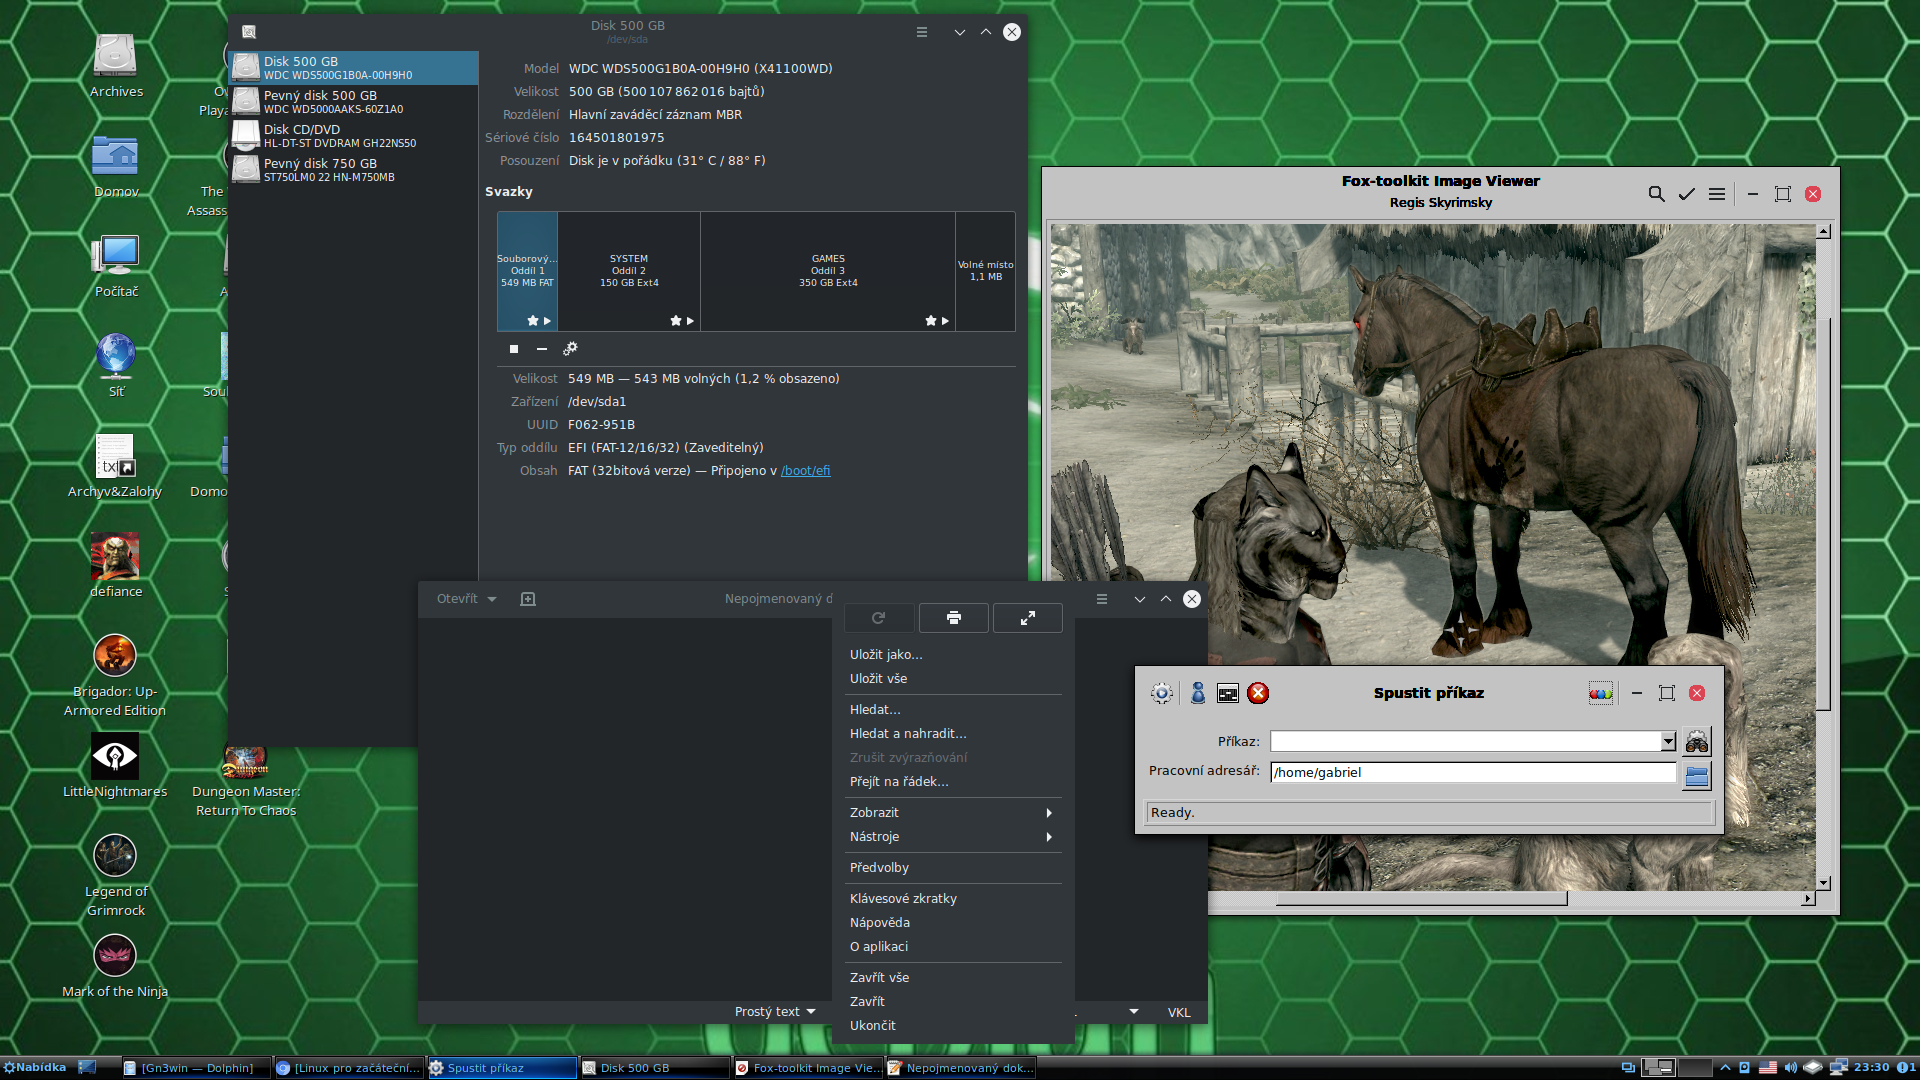 Archives
Domov
Počítač
Síť
txt
Archyv&Zalohy
defiance
Brigador: Up-
Armored Edition
LittleNightmares
Legend of
Grimrock
Mark of the Ninja
Playa
The
Assass
Soul
Domo
Dungeon Master:
Return To Chaos
Disk 500 GB
/dev/sda
Disk 500 GB
WDC WDS500G1B0A-00H9H0
Pevný disk 500 GB
WDC WD5000AAKS-60Z1A0
Disk CD/DVD
HL-DT-ST DVDRAM GH22NS50
Pevný disk 750 GB
ST750LM0 22 HN-M750MB
Model WDC WDS500G1B0A-00H9H0 (X41100WD)
Velikost 500 GB (500 107 862 016 bajtů)
Rozdělení Hlavní zaváděcí záznam MBR
Sériové číslo 164501801975
Posouzení Disk je v pořádku (31° C / 88° F)
Svazky
Souborový...
Oddíl 1
549 MB FAT
SYSTEM
Oddíl 2
150 GB Ext4
GAMES
Oddíl 3
350 GB Ext4
Volné místo
1,1 MB
Velikost 549 MB — 543 MB volných (1,2 % obsazeno)
Zařízení /dev/sda1
UUID F062-951B
Typ oddílu EFI (FAT-12/16/32) (Zaveditelný)
Obsah FAT (32bitová verze) — Připojeno v /boot/efi
Otevřít
Nepojmenovaný d
Uložit jako...
Uložit vše
Hledat...
Hledat a nahradit...
Zrušit zvýrazňování
Přejít na řádek...
Zobrazit
Nástroje
Předvolby
Klávesové zkratky
Nápověda
O aplikaci
Zavřít vše
Zavřít
Ukončit
Prostý text
VKL
Fox-toolkit Image Viewer
Regis Skyrimsky
Spustit příkaz
Příkaz:
Pracovní adresář: /home/gabriel
Ready.
Nabídka
[Gn3win — Dolphin]
[Linux pro začáteční...
Spustit příkaz
Disk 500 GB
Fox-toolkit Image Vie...
Nepojmenovaný dok...
23:30
1